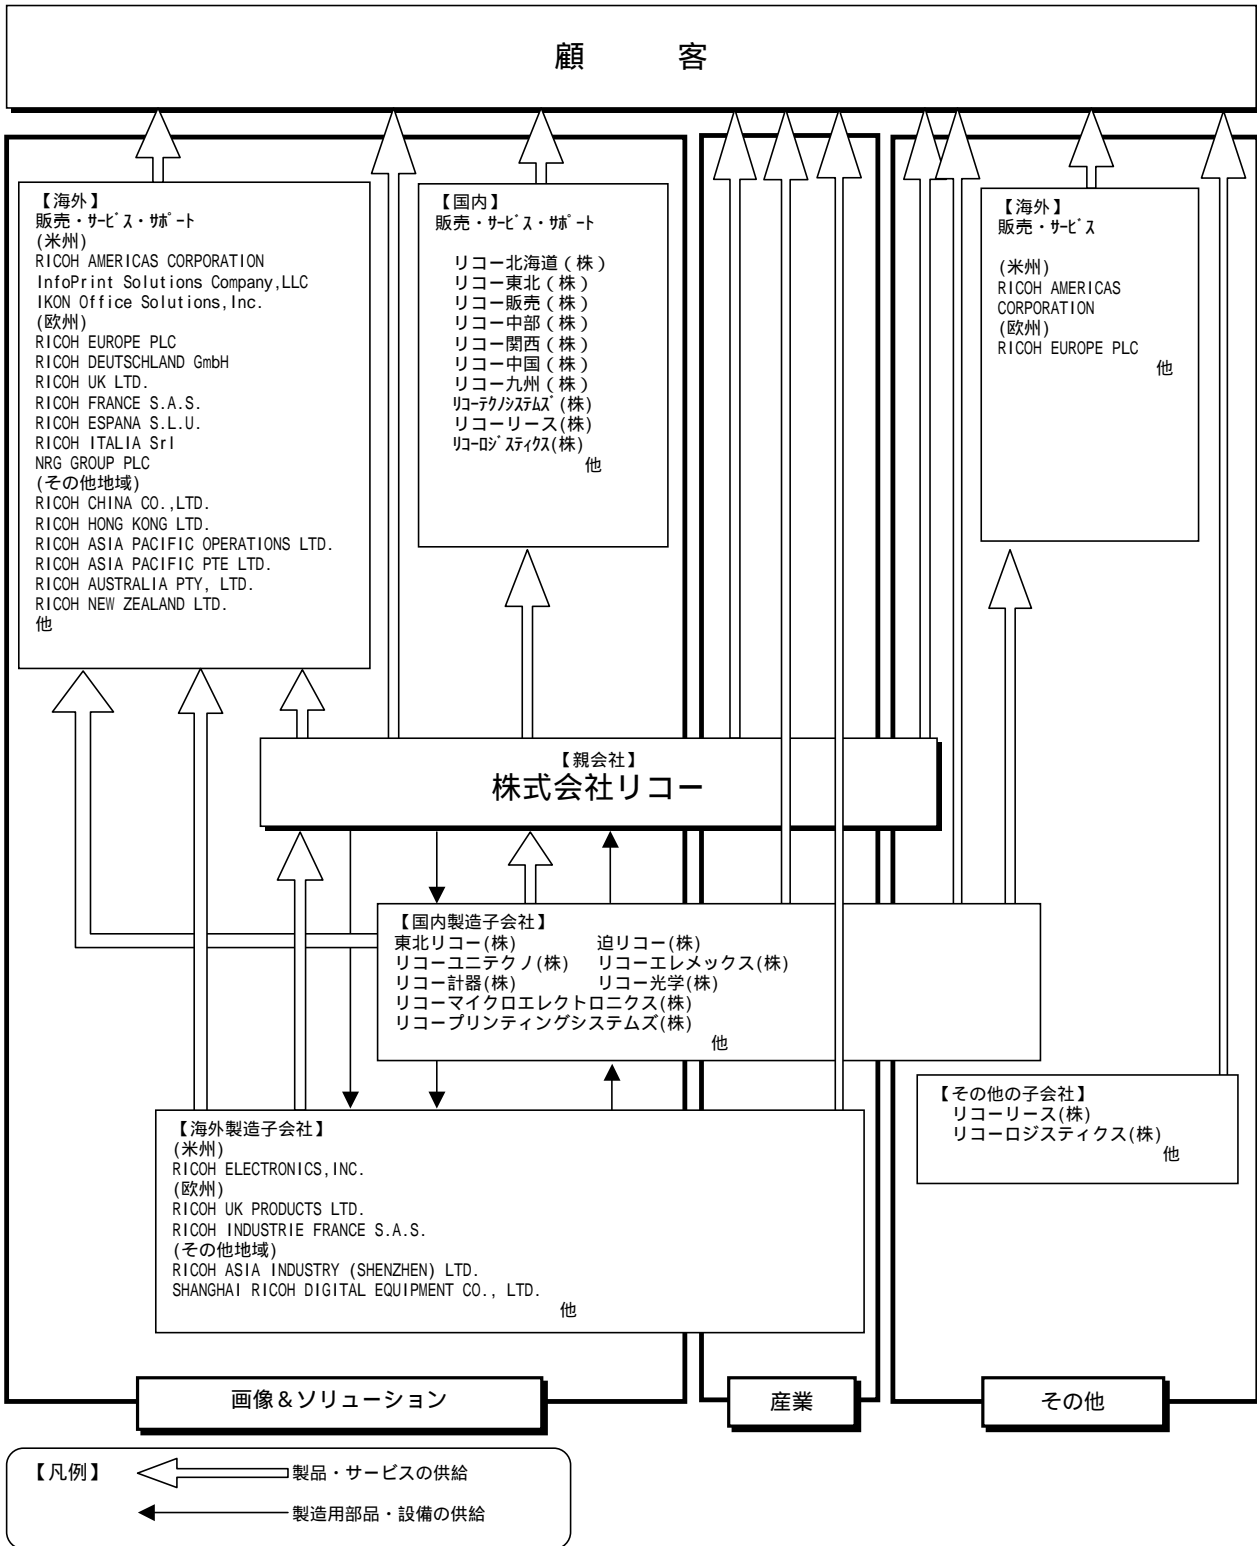 顧 客
【海外】
販売・ｻｰﾋﾞｽ・ｻﾎﾟｰﾄ
(米州)
RICOH AMERICAS CORPORATION
InfoPrint Solutions Company,LLC
IKON Office Solutions,Inc.
(欧州)
RICOH EUROPE PLC
RICOH DEUTSCHLAND GmbH
RICOH UK LTD.
RICOH FRANCE S.A.S.
RICOH ESPANA S.L.U.
RICOH ITALIA Srl
NRG GROUP PLC
(その他地域)
RICOH CHINA CO.,LTD.
RICOH HONG KONG LTD.
RICOH ASIA PACIFIC OPERATIONS LTD.
RICOH ASIA PACIFIC PTE LTD.
RICOH AUSTRALIA PTY, LTD.
RICOH NEW ZEALAND LTD.
他
【国内】
販売・ｻｰﾋﾞｽ・ｻﾎﾟｰﾄ
リコー北海道（株）
リコー東北（株）
リコー販売（株）
リコー中部（株）
リコー関西（株）
リコー中国（株）
リコー九州（株）
ﾘｺｰﾃｸﾉｼｽﾃﾑｽﾞ(株)
リコーリース(株)
ﾘｺｰﾛｼﾞｽﾃｨｸｽ(株)
他
【海外】
販売・ｻｰﾋﾞｽ
(米州)
RICOH AMERICAS
CORPORATION
(欧州)
RICOH EUROPE PLC
他
【親会社】
株式会社リコー
【国内製造子会社】
東北リコー(株) 迫リコー(株)
リコーユニテクノ(株) リコーエレメックス(株)
リコー計器(株) リコー光学(株)
リコーマイクロエレクトロニクス(株)
リコープリンティングシステムズ(株)
他
【その他の子会社】
リコーリース(株)
リコーロジスティクス(株)
他
【海外製造子会社】
(米州)
RICOH ELECTRONICS,INC.
(欧州)
RICOH UK PRODUCTS LTD.
RICOH INDUSTRIE FRANCE S.A.S.
(その他地域)
RICOH ASIA INDUSTRY (SHENZHEN) LTD.
SHANGHAI RICOH DIGITAL EQUIPMENT CO., LTD.
他
画像＆ソリューション
産業
その他
【凡例】 製品・サービスの供給
製造用部品・設備の供給